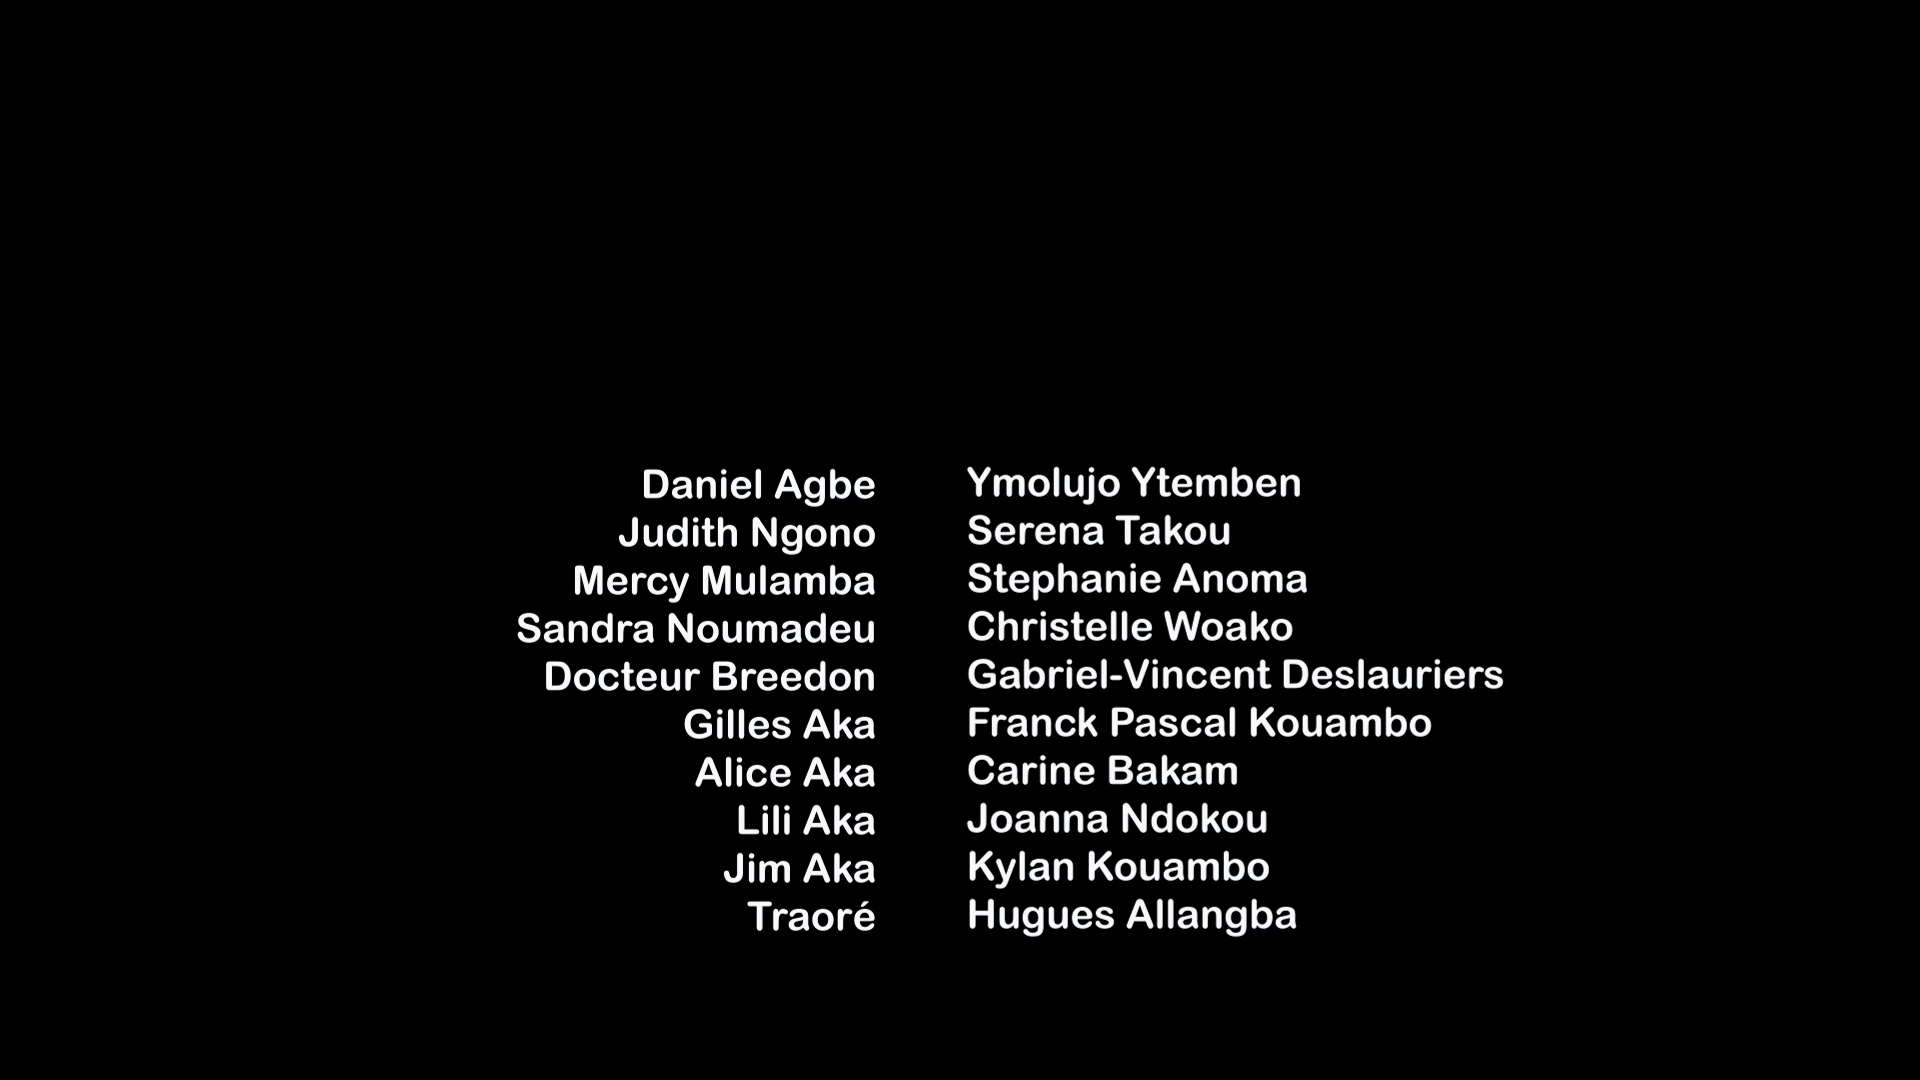 Daniel Agbe Ymolujo Ytemben
Judith Ngono Serena Takou
Mercy Mulamba Stephanie Anoma
Sandra Noumadeu Christelle Woako
Docteur Breedon Gabriel-Vincent Deslauriers
Gilles Aka Franck Pascal Kouambo
Alice Aka Carine Bakam
Lili Aka Joanna Ndokou
Jim Aka Kylan Kouambo
Traoré Hugues Allangba